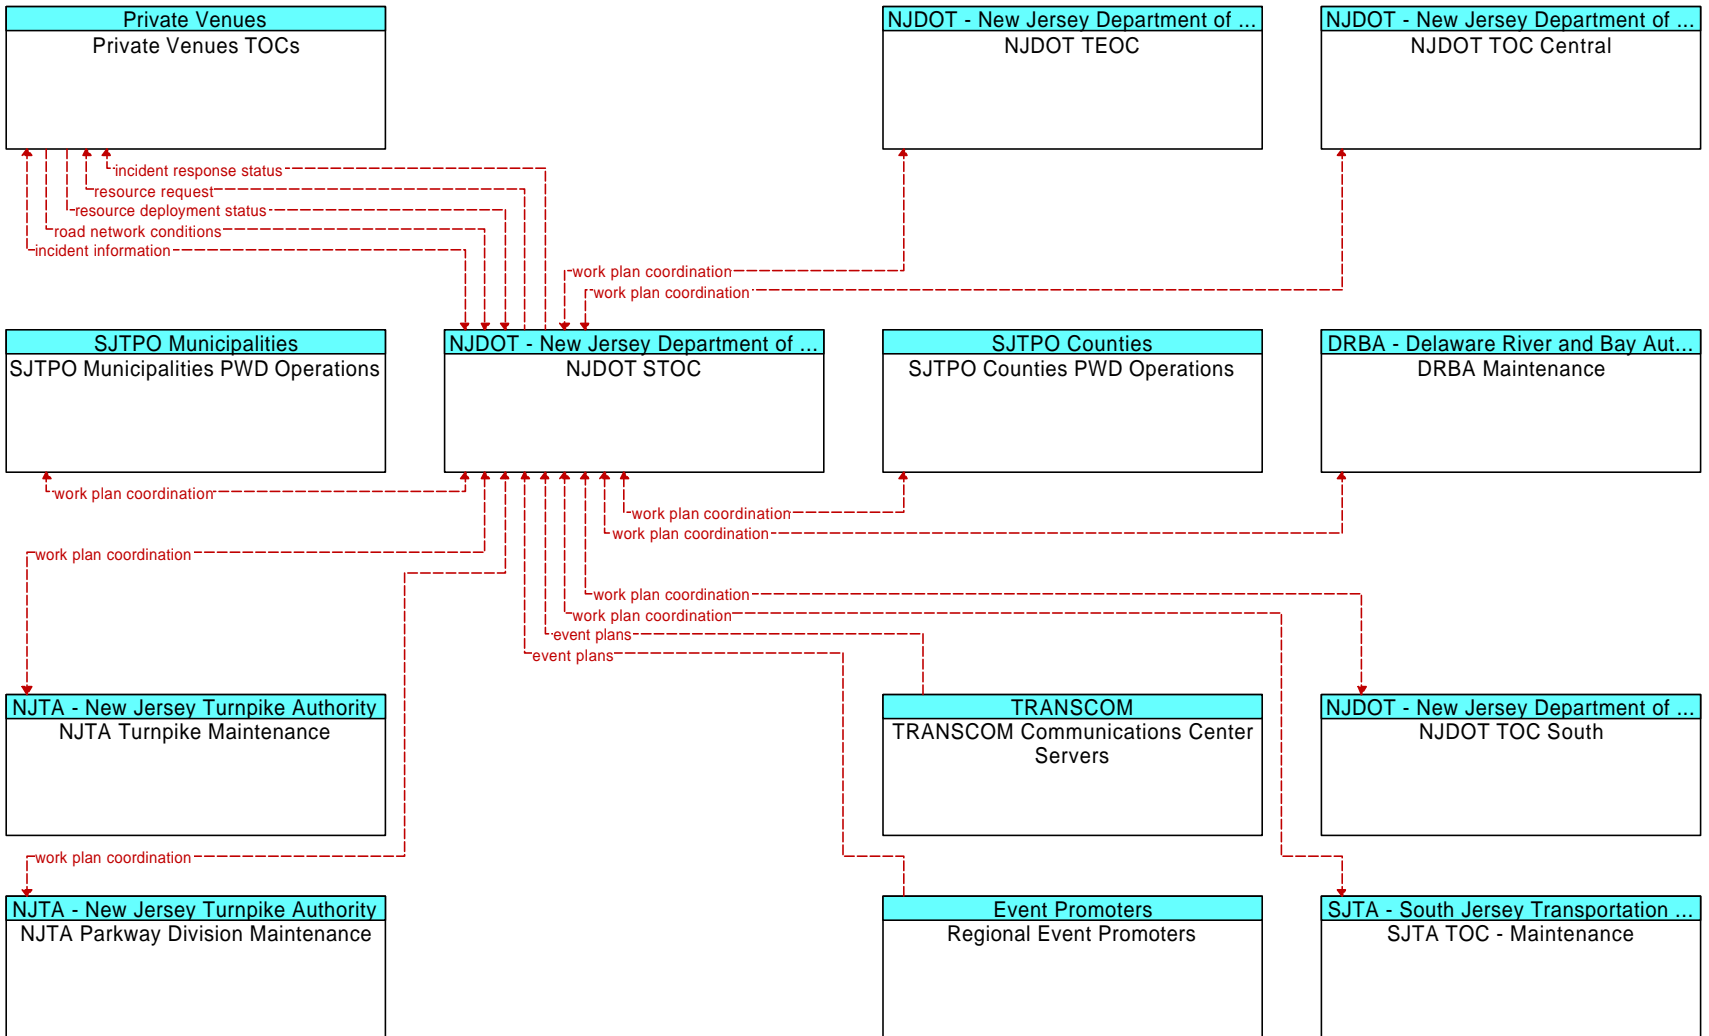 Private Venues
Private Venues TOCs
NJDOT - New Jersey Department of ...
NJDOT TEOC
NJDOT - New Jersey Department of ...
NJDOT TOC Central
incident response status
resource request
resource deployment status
road network conditions
incident information
work plan coordination
work plan coordination
SJTPO Municipalities
SJTPO Municipalities PWD Operations
NJDOT - New Jersey Department of ...
NJDOT STOC
SJTPO Counties
SJTPO Counties PWD Operations
DRBA - Delaware River and Bay Aut...
DRBA Maintenance
work plan coordination
work plan coordination
work plan coordination
work plan coordination
work plan coordination
work plan coordination
event plans
event plans
NJTA - New Jersey Turnpike Authority
NJTA Turnpike Maintenance
TRANSCOM
TRANSCOM Communications Center
Servers
NJDOT - New Jersey Department of ...
NJDOT TOC South
work plan coordination
NJTA - New Jersey Turnpike Authority
NJTA Parkway Division Maintenance
Event Promoters
Regional Event Promoters
SJTA - South Jersey Transportation ...
SJTA TOC - Maintenance